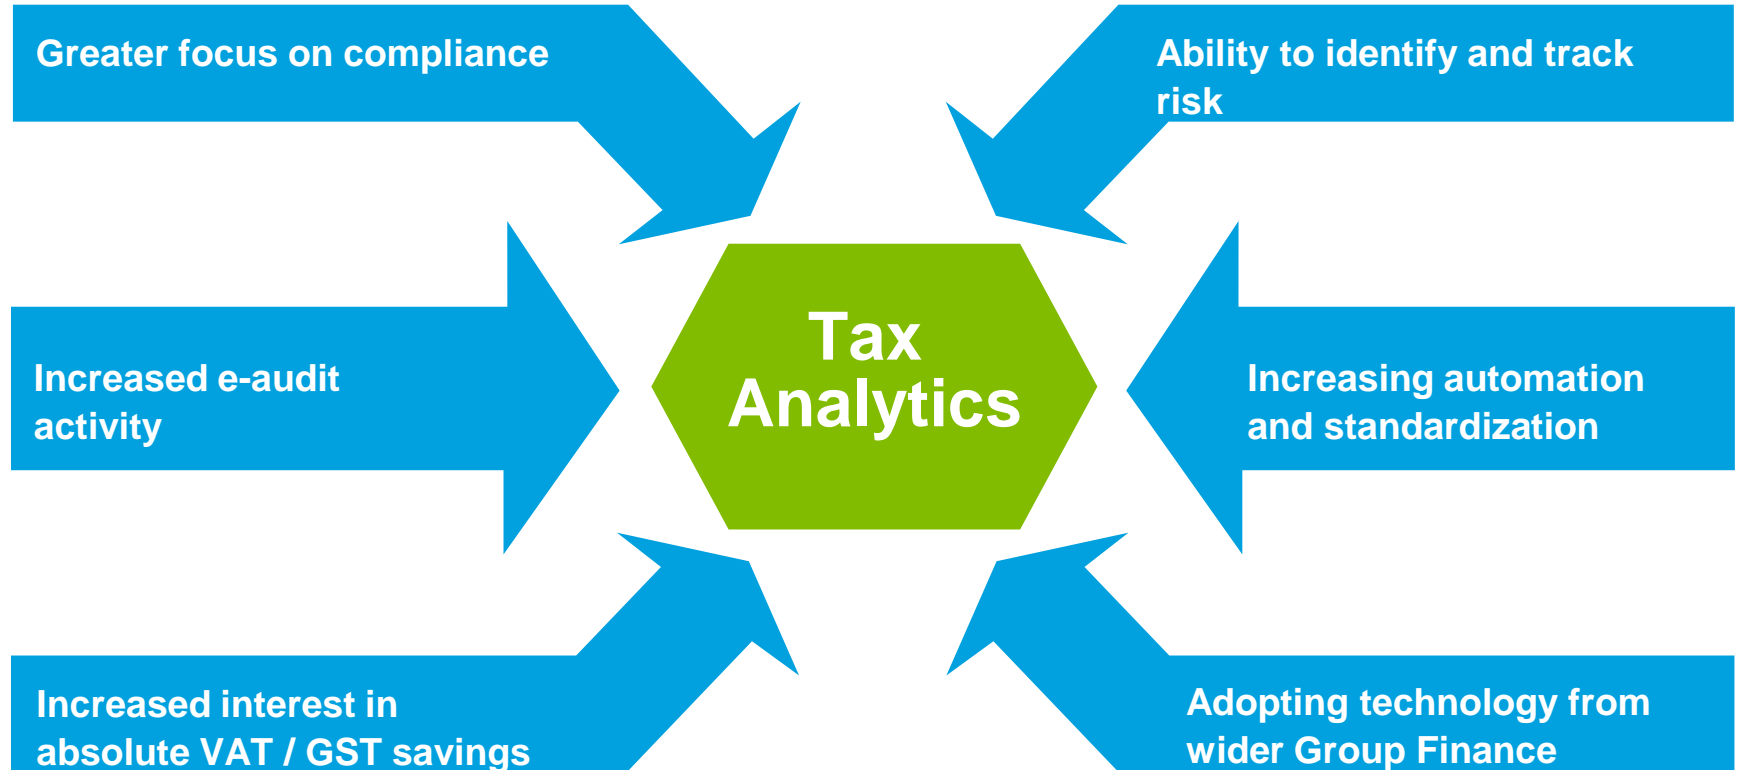 Greater focus on compliance
Ability to identify and track
risk
Tax
Analytics
Increased e-audit
activity
Increasing automation
and standardization
Increased interest in
absolute VAT / GST savings
Adopting technology from
wider Group Finance